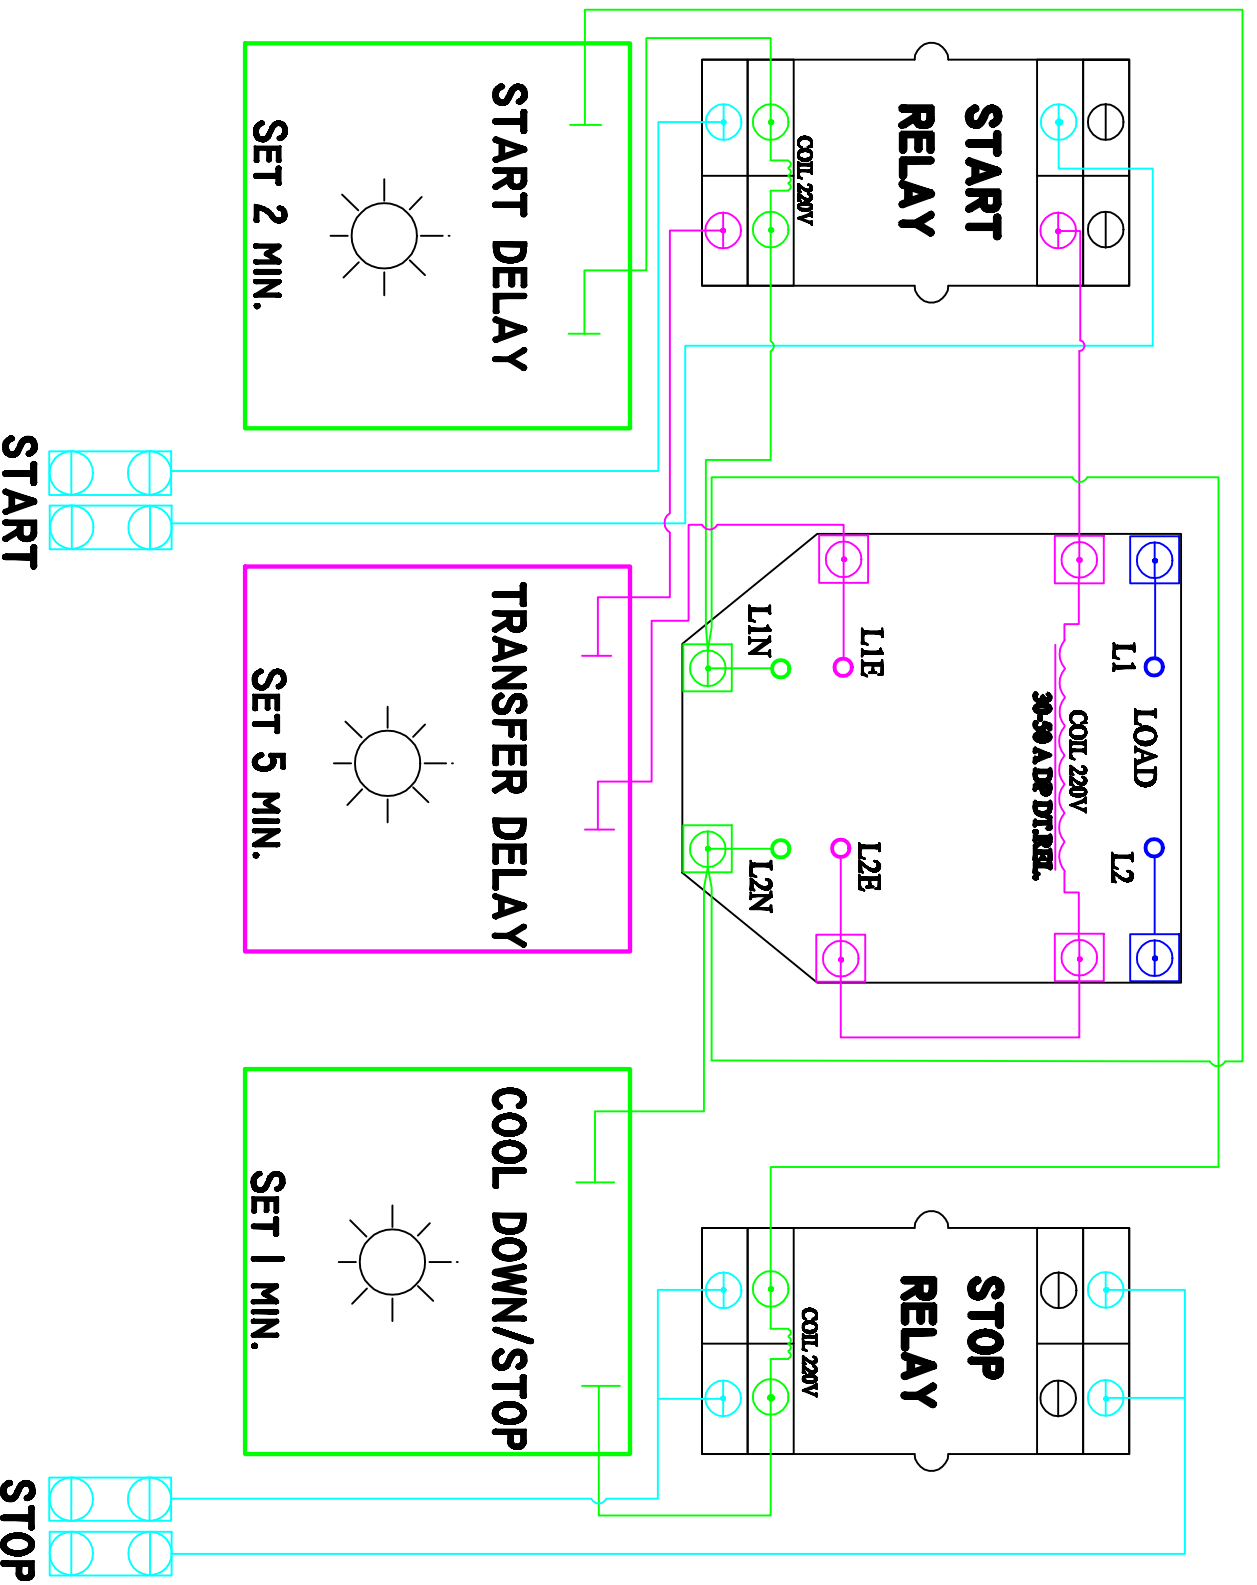 START
RELAY
COIL 220V
START DELAY
SET 2 MIN.
START
L1 LOAD L2
COIL 220V
30-50 A DP DT.REL.
L1E L2E
L1N L2N
TRANSFER DELAY
SET 5 MIN.
STOP
RELAY
COIL 220V
COOL DOWN/STOP
SET 1 MIN.
STOP